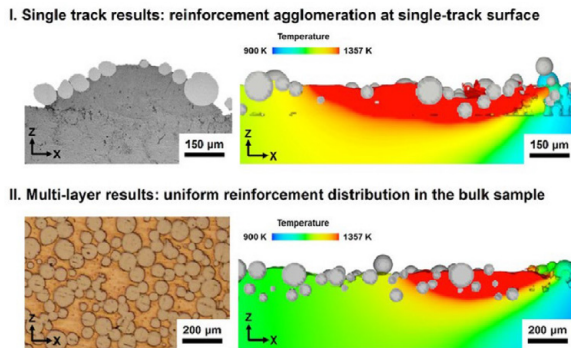 I. Single track results: reinforcement agglomeration at single-track surface
Temperature
900 K 1357 K
Z
X
150 µm
150 µm
II. Multi-layer results: uniform reinforcement distribution in the bulk sample
Temperature
900 K 1357 K
Z
X
200 µm
200 µm